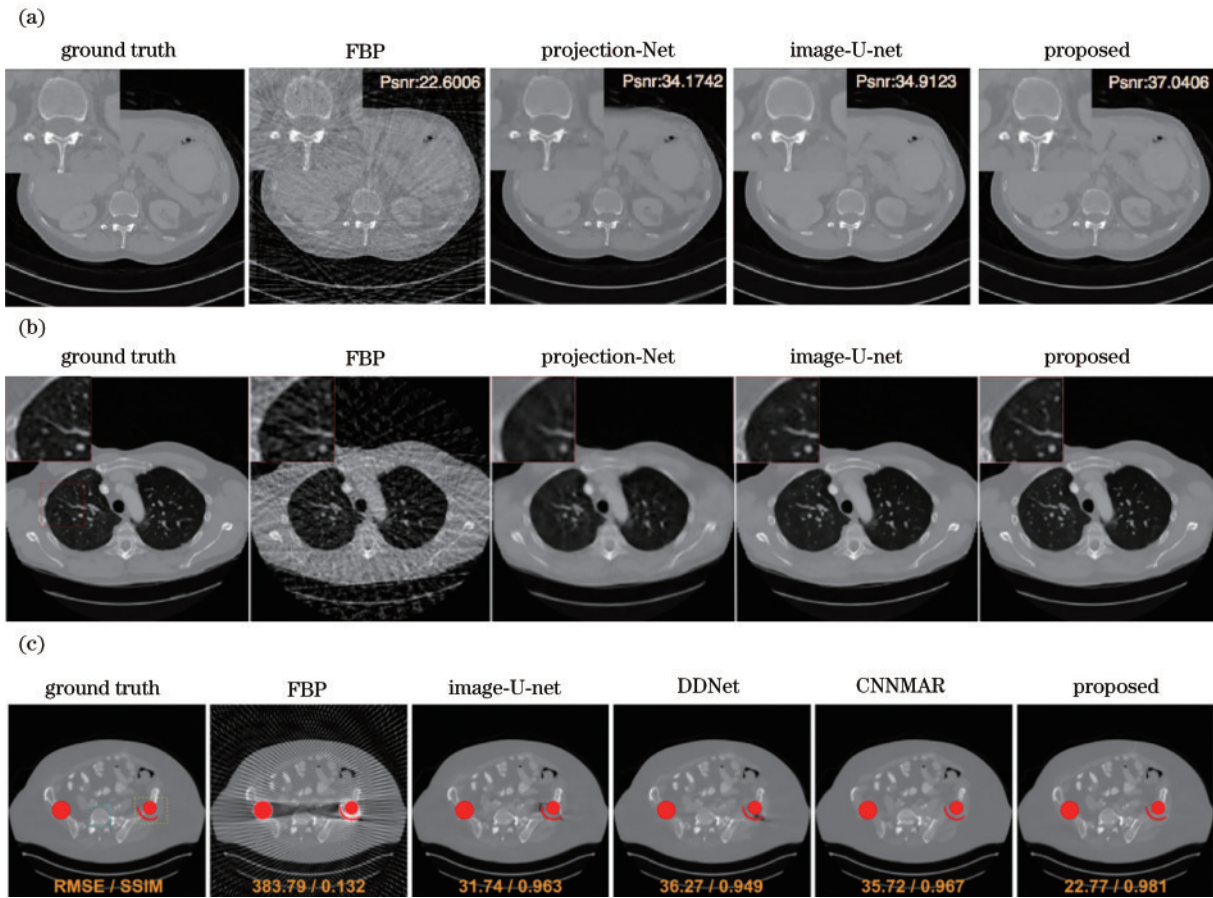 (a)
ground truth FBP projection-Net image-U-net proposed
Psnr:22.6006 Psnr:34.1742 Psnr:34.9123 Psnr:37.0406
(b)
ground truth FBP projection-Net image-U-net proposed
(c)
ground truth FBP image-U-net DDNet CNNMAR proposed
RMSE / SSIM 383.79 / 0.132 31.74 / 0.963 36.27 / 0.949 35.72 / 0.967 22.77 / 0.981